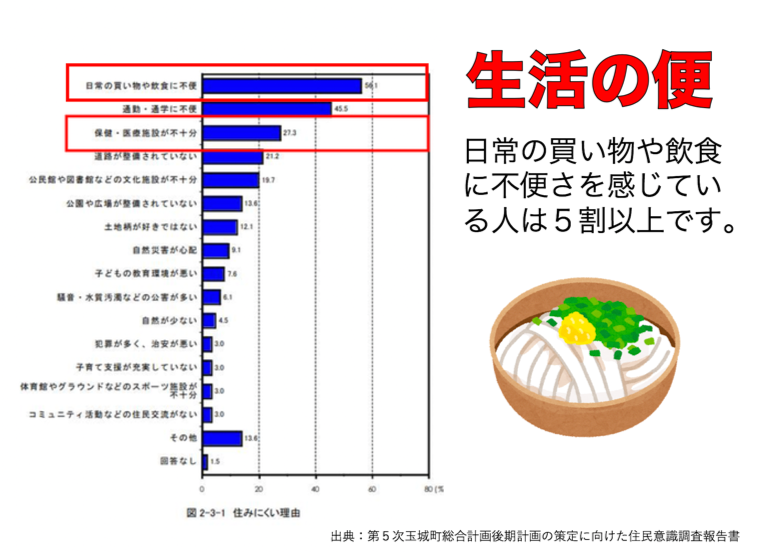 生活の便
日常の買い物や飲食
に不便さを感じてい
る人は５割以上です。
日常の買い物や飲食に不便 56.1
通勤・通学に不便 45.5
保健・医療施設が不十分 27.3
道路が整備されていない 21.2
公民館や図書館などの文化施設が不十分 19.7
公園や広場が整備されていない 13.6
土地柄が好きではない 12.1
自然災害が心配 9.1
子どもの教育環境が悪い 7.6
騒音・水質汚濁などの公害が多い 6.1
自然が少ない 4.5
犯罪が多く、治安が悪い 3.0
子育て支援が充実していない 3.0
体育館やグラウンドなどのスポーツ施設が
不十分 3.0
コミュニティ活動などの住民交流がない 3.0
その他 13.6
回答なし 1.5
0 20 40 60 80 (%
図2-3-1 住みにくい理由
出典：第５次玉城町総合計画後期計画の策定に向けた住民意識調査報告書